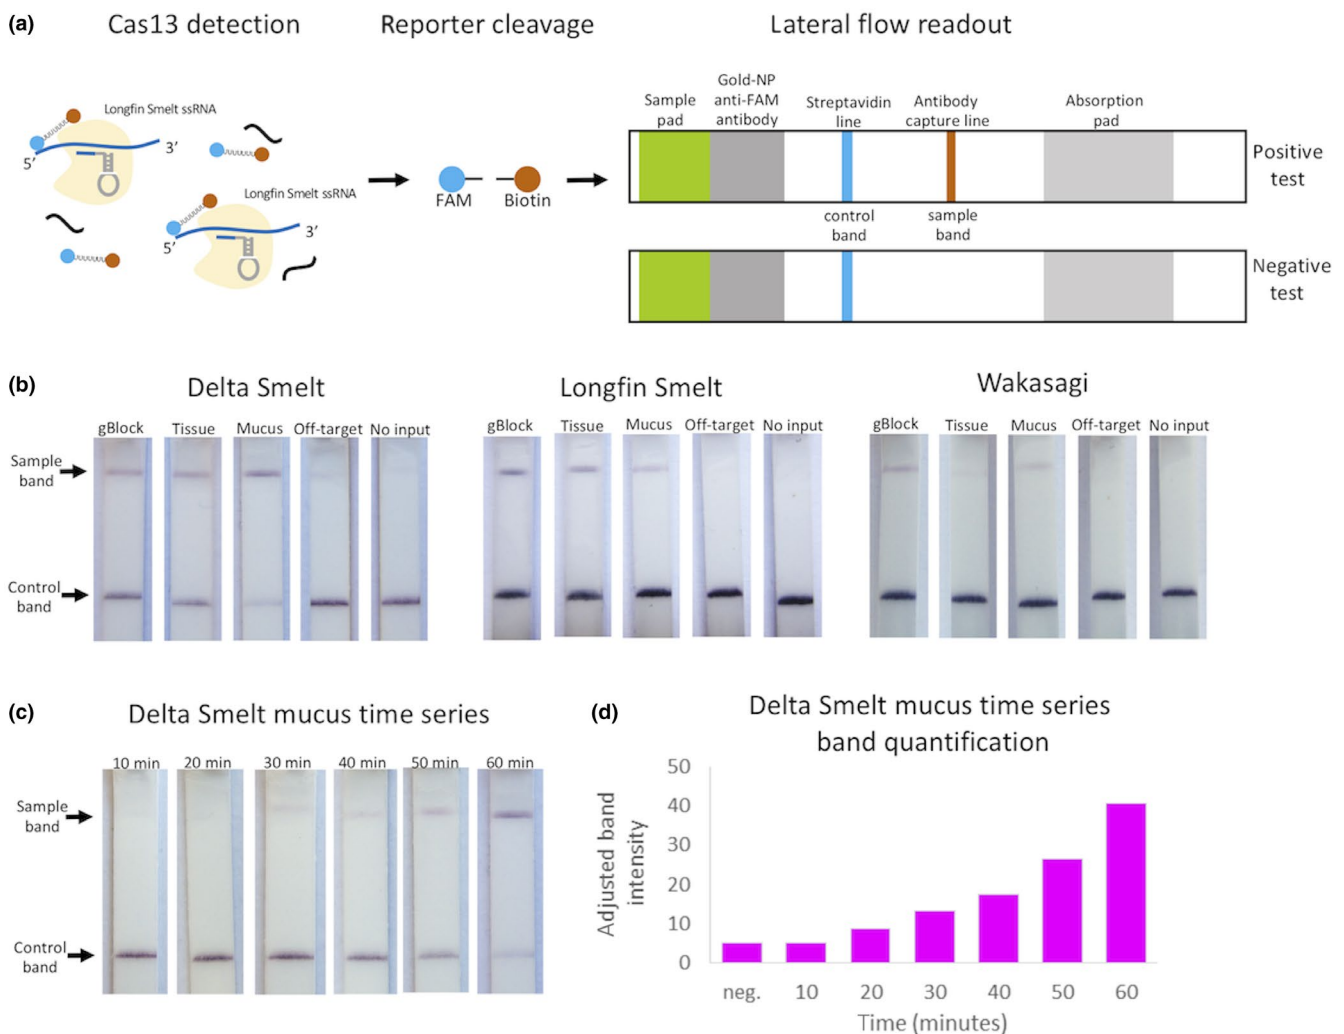 (a)
Cas13 detection
Reporter cleavage
Lateral flow readout
Longfin Smelt ssRNA
5’
3’
Longfin Smelt ssRNA
5’
3’
FAM
Biotin
Sample
pad
Gold-NP
anti-FAM
antibody
Streptavidin
line
Antibody
capture line
Absorption
pad
Positive
test
control
band
sample
band
Negative
test
(b)
Delta Smelt
gBlock Tissue Mucus Off-target No input
Sample
band
Control
band
Longfin Smelt
gBlock Tissue Mucus Off-target No input
Wakasagi
gBlock Tissue Mucus Off-target No input
(c)
Delta Smelt mucus time series
10 min 20 min 30 min 40 min 50 min 60 min
Sample
band
Control
band
(d)
Delta Smelt mucus time series
band quantification
Adjusted band
intensity
50
40
30
20
10
0
neg. 10 20 30 40 50 60
Time (minutes)